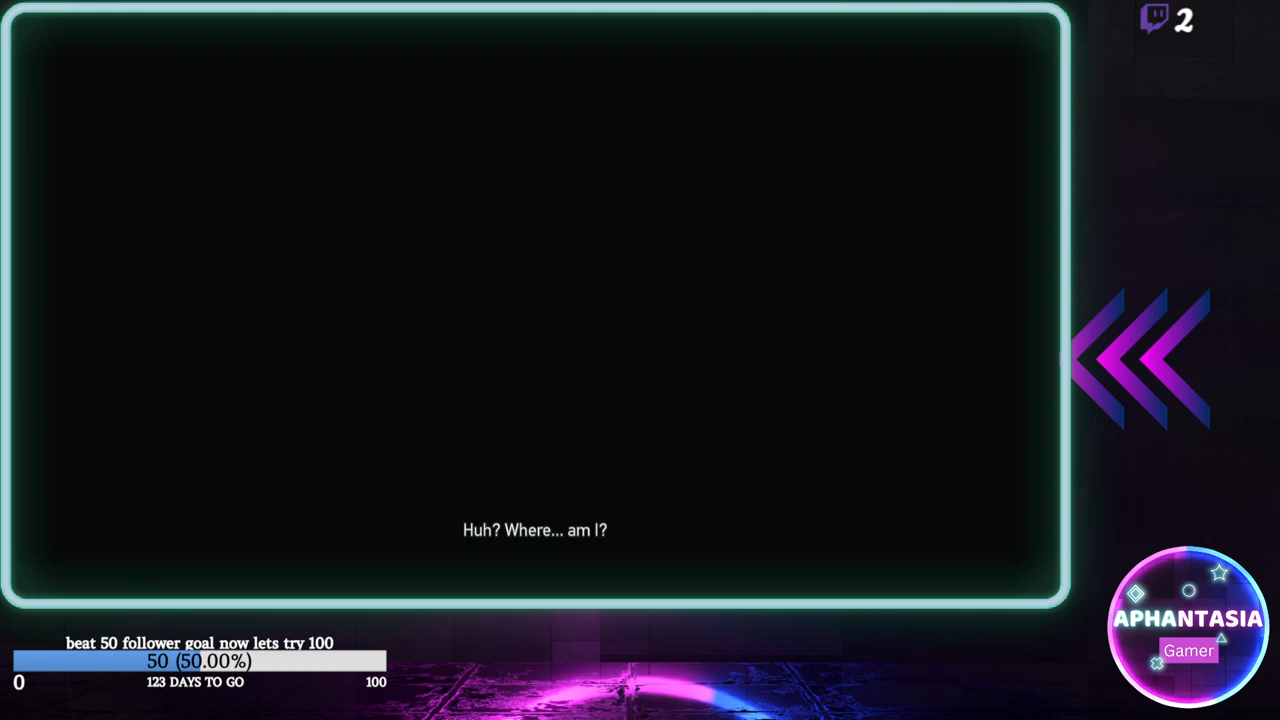 2
Huh? Where... am I?
beat 50 follower goal now lets try 100
50 (50.00%)
0
123 DAYS TO GO
100
APHANTASIA
Gamer